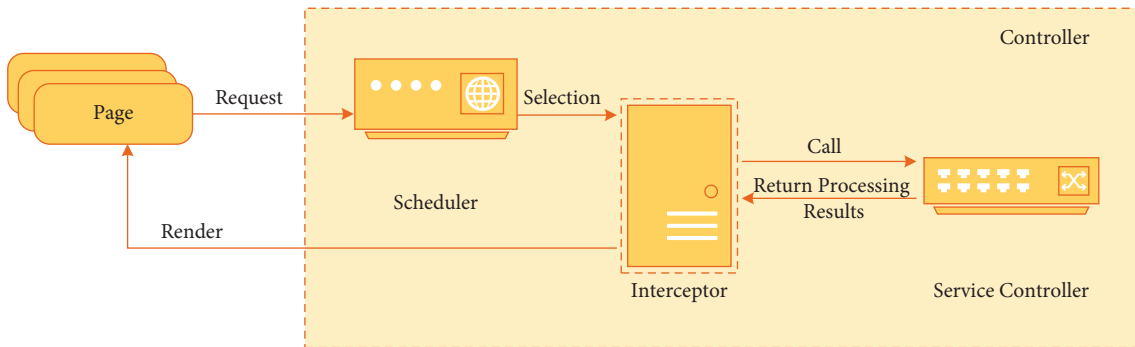 Controller
Page
Request
Selection
Call
Return Processing
Results
Scheduler
Render
Interceptor
Service Controller